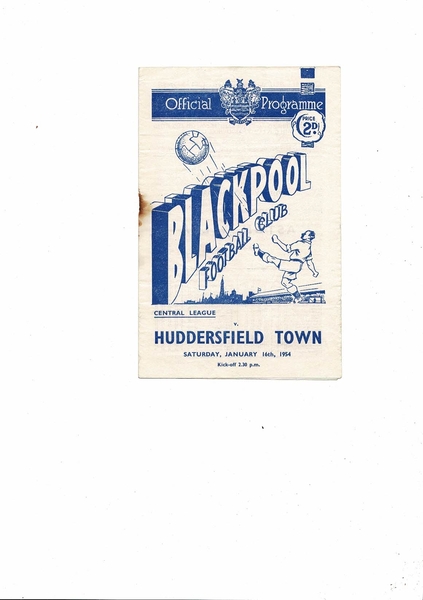 Official Programme
PRICE
2D.
BLACKPOOL
FOOTBALL CLUB
CENTRAL LEAGUE
v.
HUDDERSFIELD TOWN
SATURDAY, JANUARY 16th, 1954
Kick-off 2.30 p.m.